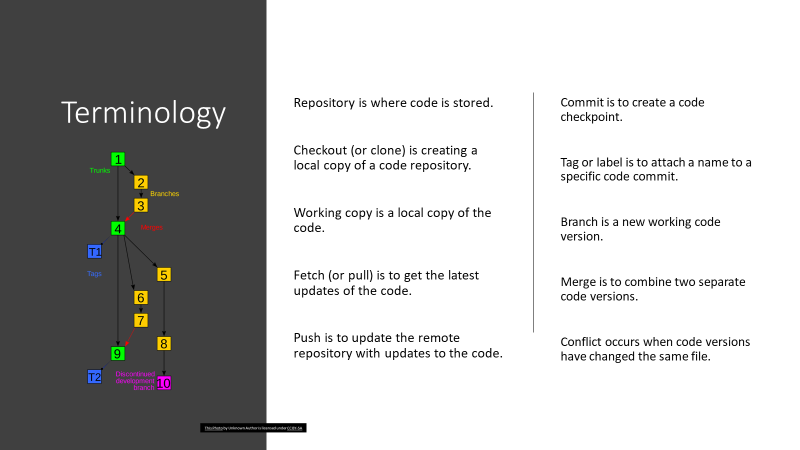 Terminology
1
Trunks
2
Branches
3
4
Merges
T1
Tags
5
6
7
8
9
T2
Discontinued
development
branch
10
This Photo by Unknown Author is licensed under CC BY-SA
Repository is where code is stored.
Checkout (or clone) is creating a
local copy of a code repository.
Working copy is a local copy of the
code.
Fetch (or pull) is to get the latest
updates of the code.
Push is to update the remote
repository with updates to the code.
Commit is to create a code
checkpoint.
Tag or label is to attach a name to a
specific code commit.
Branch is a new working code
version.
Merge is to combine two separate
code versions.
Conflict occurs when code versions
have changed the same file.